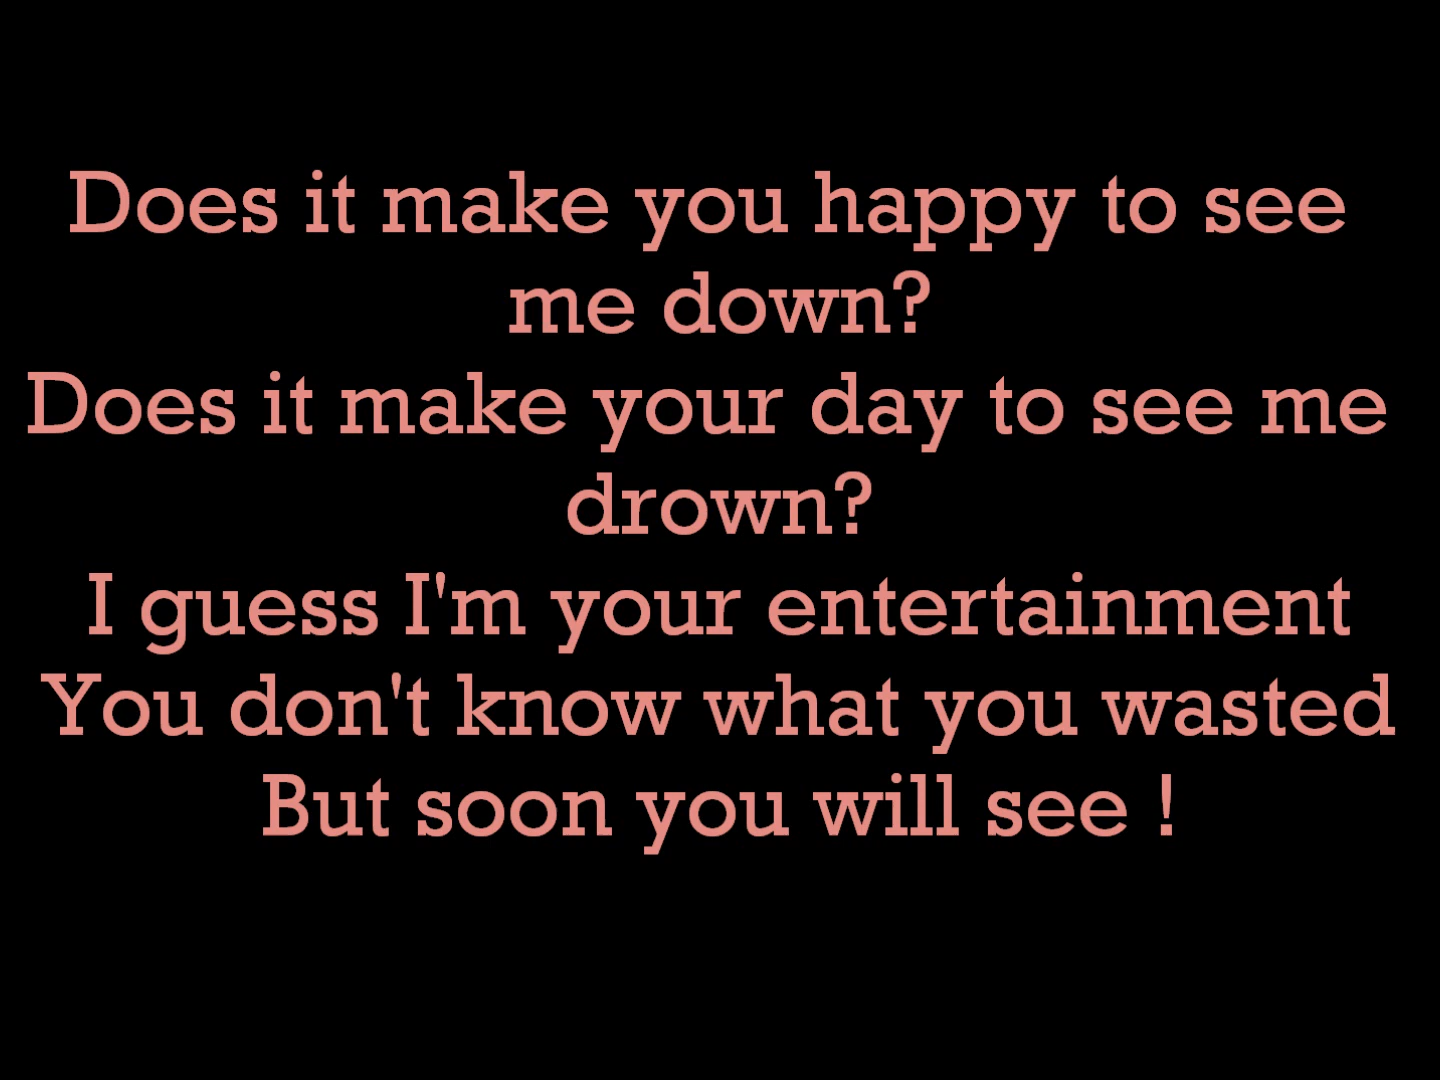 Does it make you happy to see
me down?
Does it make your day to see me
drown?
I guess I'm your entertainment
You don't know what you wasted
But soon you will see !